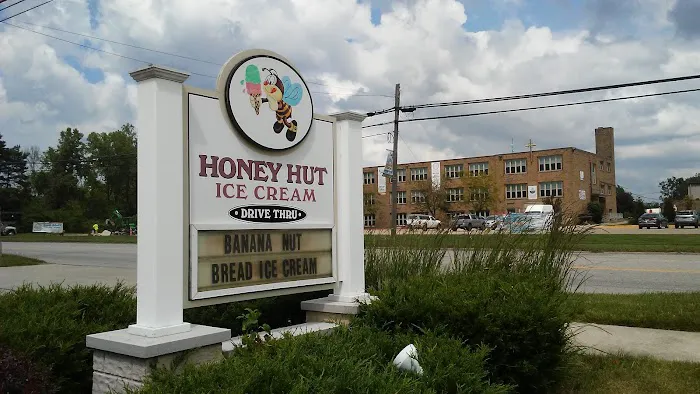 HONEY HUT
ICE CREAM
DRIVE THRU
BANANA NUT
BREAD ICE CREAM